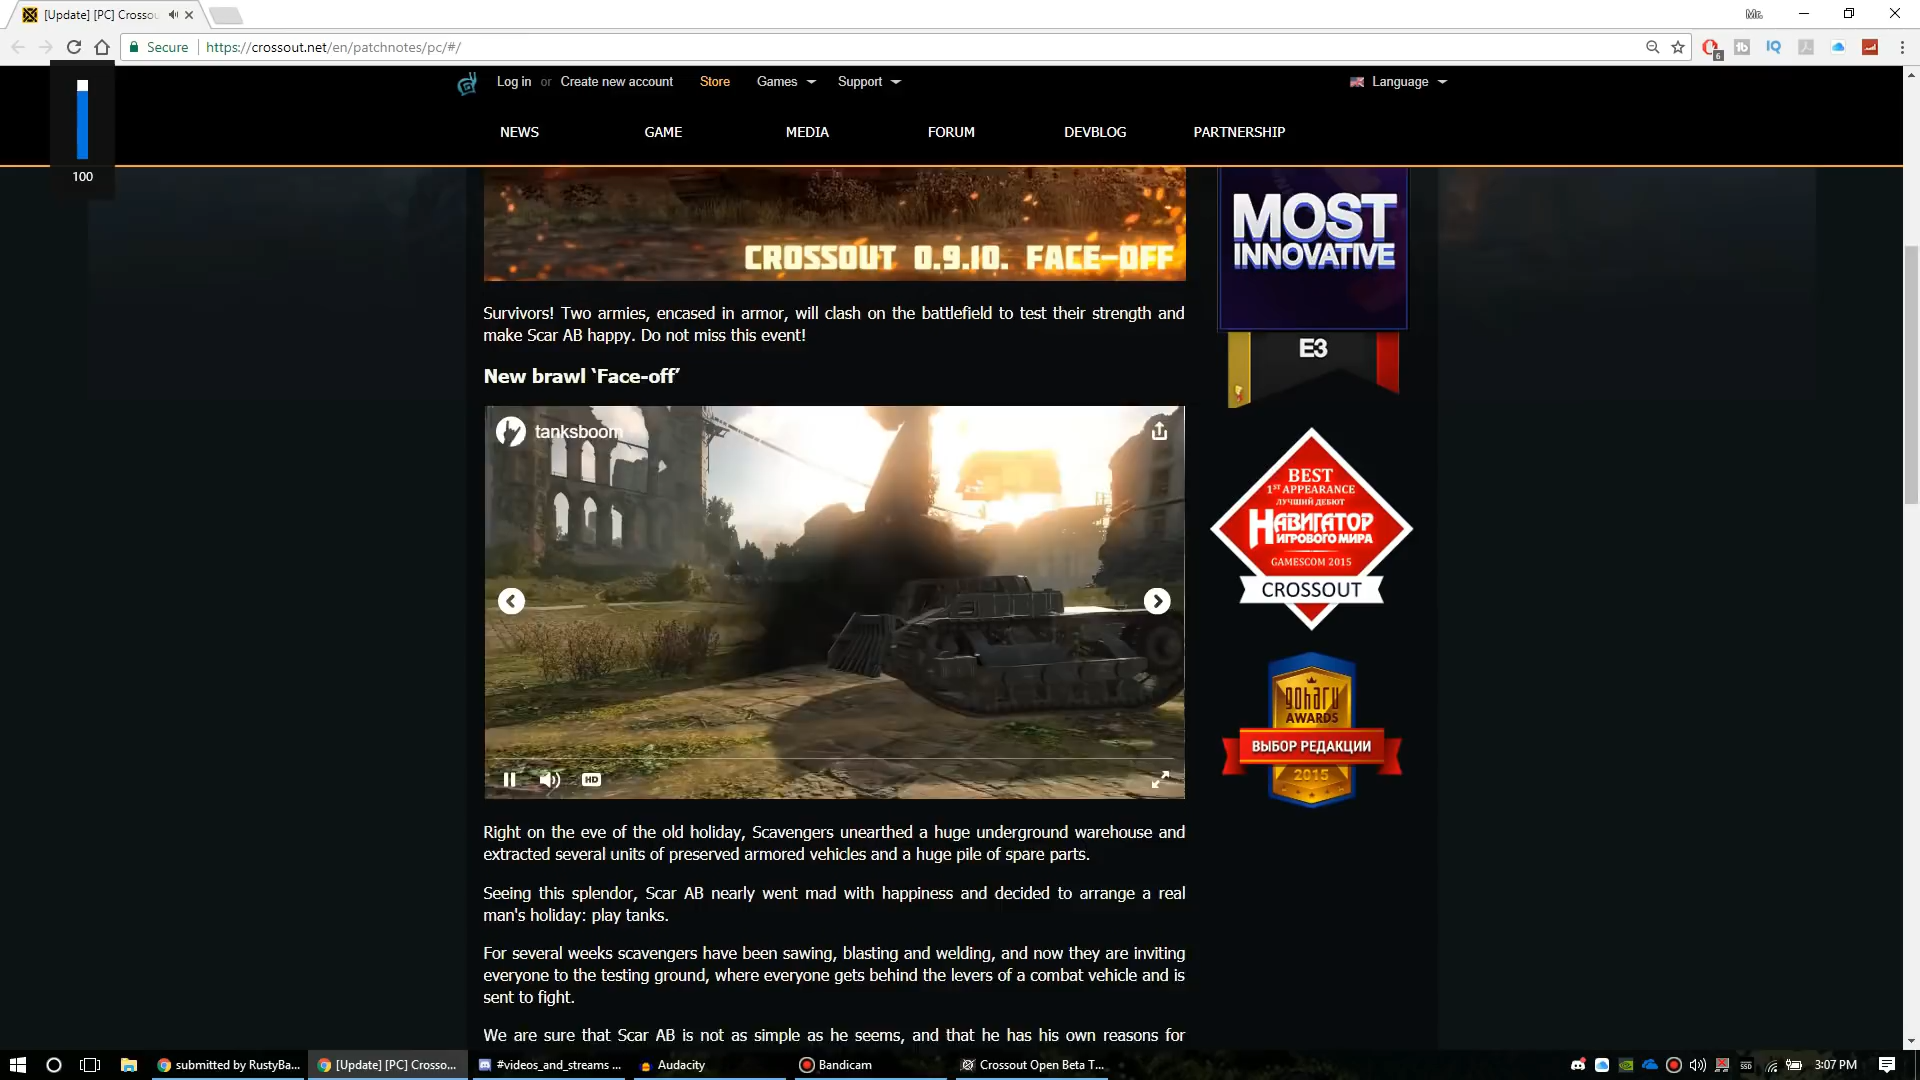 [Update] [PC] Crossou
Mr.
Secure
https://crossout.net/en/patchnotes/pc/#/
6
100
Log in or Create new account
Store
Games
Support
Language
NEWS
GAME
MEDIA
FORUM
DEVBLOG
PARTNERSHIP
CROSSOUT 0.9.10. FACE-OFF
MOST
INNOVATIVE
E3
Survivors! Two armies, encased in armor, will clash on the battlefield to test their strength and
make Scar AB happy. Do not miss this event!
New brawl ‘Face-off’
tanksboom
HD
BEST
1ST APPEARANCE
ЛУЧШИЙ ДЕБЮТ
НАВИГАТОР
ИГРОВОГО МИРА
GAMESCOM 2015
CROSSOUT
goharu
AWARDS
ВЫБОР РЕДАКЦИИ
2015
Right on the eve of the old holiday, Scavengers unearthed a huge underground warehouse and
extracted several units of preserved armored vehicles and a huge pile of spare parts.
Seeing this splendor, Scar AB nearly went mad with happiness and decided to arrange a real
man's holiday: play tanks.
For several weeks scavengers have been sawing, blasting and welding, and now they are inviting
everyone to the testing ground, where everyone gets behind the levers of a combat vehicle and is
sent to fight.
We are sure that Scar AB is not as simple as he seems, and that he has his own reasons for
submitted by RustyBa...
[Update] [PC] Crosso...
#videos_and_streams ...
Audacity
Bandicam
Crossout Open Beta T...
3:07 PM